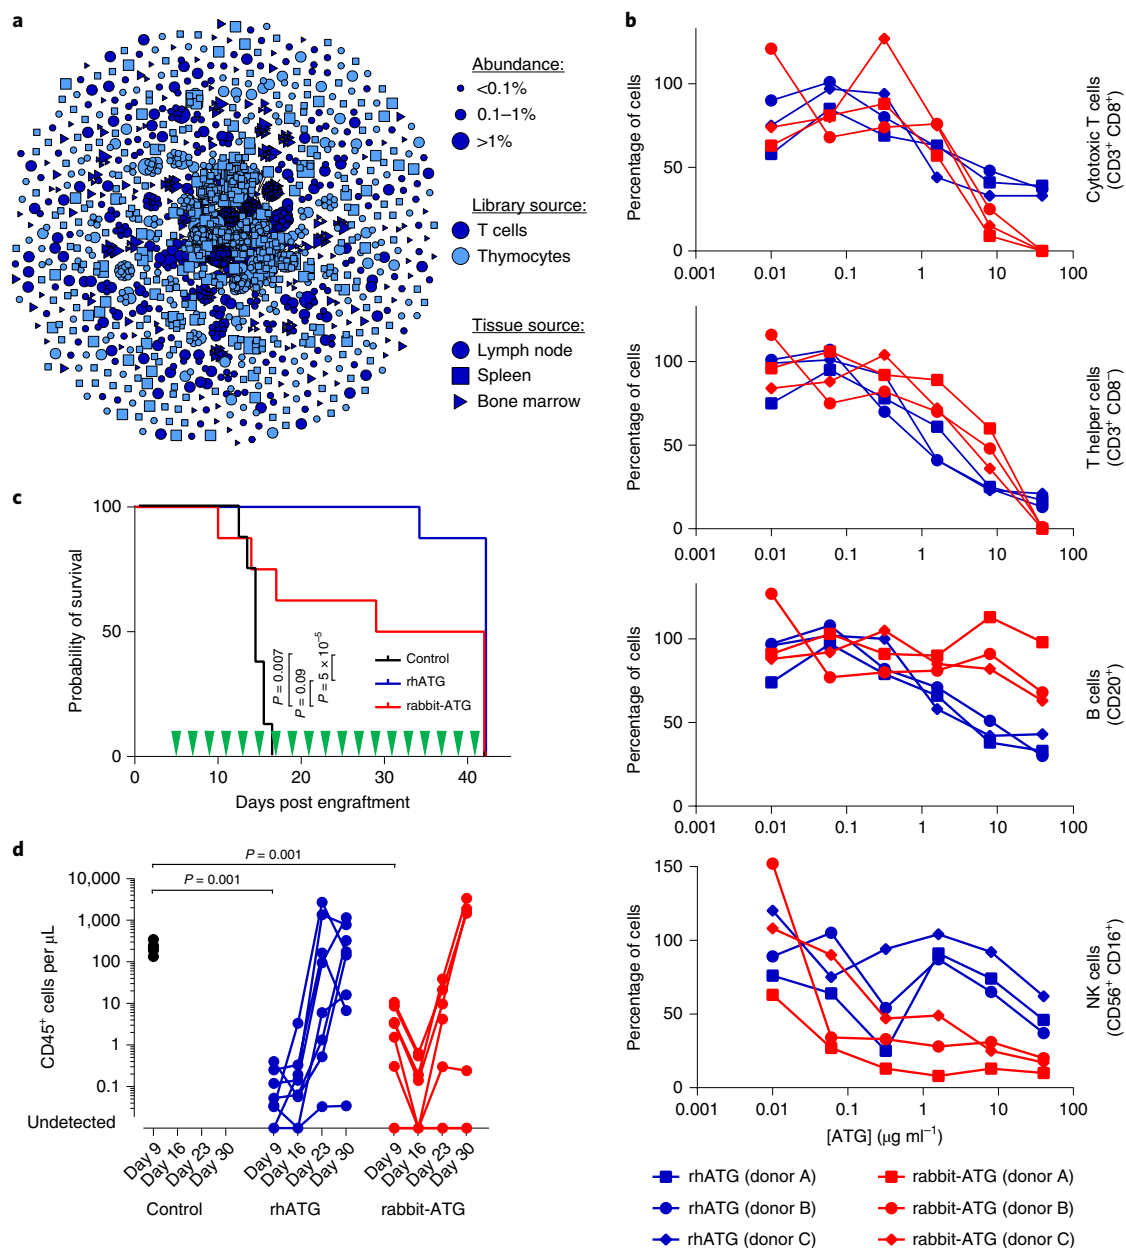 a
Abundance:
<0.1%
0.1–1%
>1%
Library source:
T cells
Thymocytes
Tissue source:
Lymph node
Spleen
Bone marrow
b
Percentage of cells
100
50
0
0.001 0.01 0.1 1 10 100
Cytotoxic T cells
(CD3⁺ CD8⁺)
Percentage of cells
100
50
0
0.001 0.01 0.1 1 10 100
T helper cells
(CD3⁺ CD8⁻)
Percentage of cells
100
50
0
0.001 0.01 0.1 1 10 100
B cells
(CD20⁺)
Percentage of cells
150
100
50
0
0.001 0.01 0.1 1 10 100
NK cells
(CD56⁺ CD16⁺)
[ATG] (μg ml⁻¹)
rhATG (donor A)
rhATG (donor B)
rhATG (donor C)
rabbit-ATG (donor A)
rabbit-ATG (donor B)
rabbit-ATG (donor C)
c
Probability of survival
100
50
0
0 10 20 30 40
Days post engraftment
P = 0.007
P = 0.09
P = 5 × 10⁻⁵
Control
rhATG
rabbit-ATG
d
P = 0.001
P = 0.001
CD45⁺ cells per μL
10,000
1,000
100
10
1
0.1
Undetected
Day 9 Day 16 Day 23 Day 30
Day 9 Day 16 Day 23 Day 30
Day 9 Day 16 Day 23 Day 30
Control rhATG rabbit-ATG